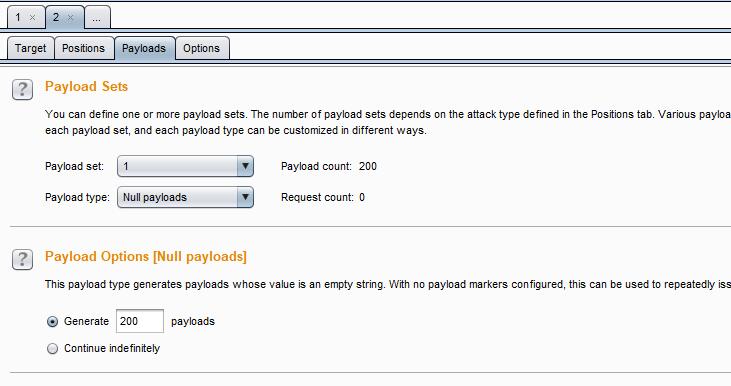 1 × 2 × ...
Target Positions Payloads Options
? Payload Sets
You can define one or more payload sets. The number of payload sets depends on the attack type defined in the Positions tab. Various
each payload set, and each payload type can be customized in different ways.
Payload set: 1 Payload count: 200
Payload type: Null payloads Request count: 0
? Payload Options [Null payloads]
This payload type generates payloads whose value is an empty string. With no payload markers configured, this can be used to repeatedly
Generate 200 payloads
Continue indefinitely